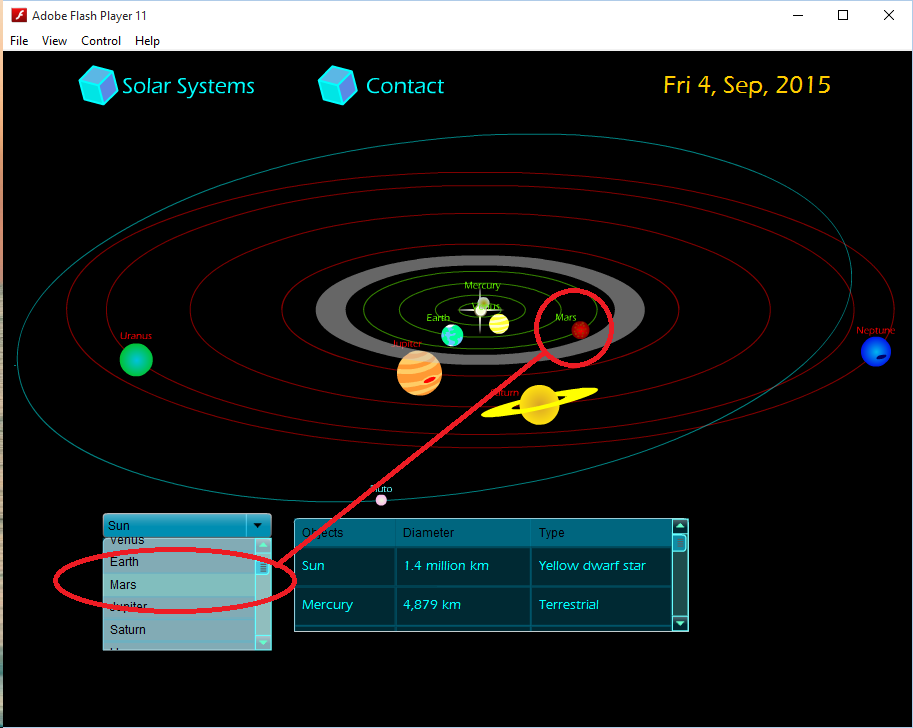 Adobe Flash Player 11
File View Control Help
Solar Systems
Contact
Fri 4, Sep, 2015
Mercury
Venus
Earth
Mars
Uranus
Neptune
Jupiter
Saturn
Pluto
Sun
Venus
Earth
Mars
Jupiter
Saturn
Objects Diameter Type
Sun 1.4 million km Yellow dwarf star
Mercury 4,879 km Terrestrial